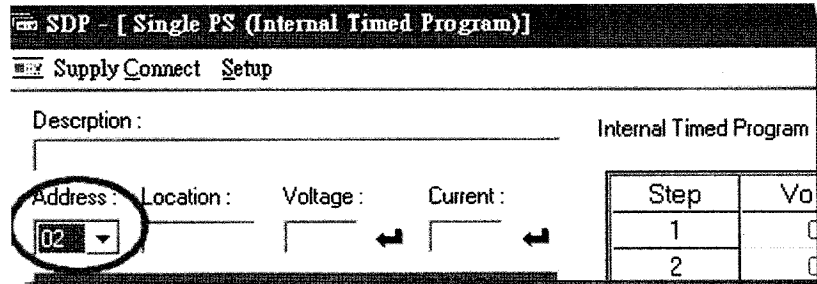 SDP - [ Single PS (Internal Timed Program)]
Supply Connect Setup
Descrption :
Internal Timed Program
Address : Location : Voltage : Current :
Step
02
1
2